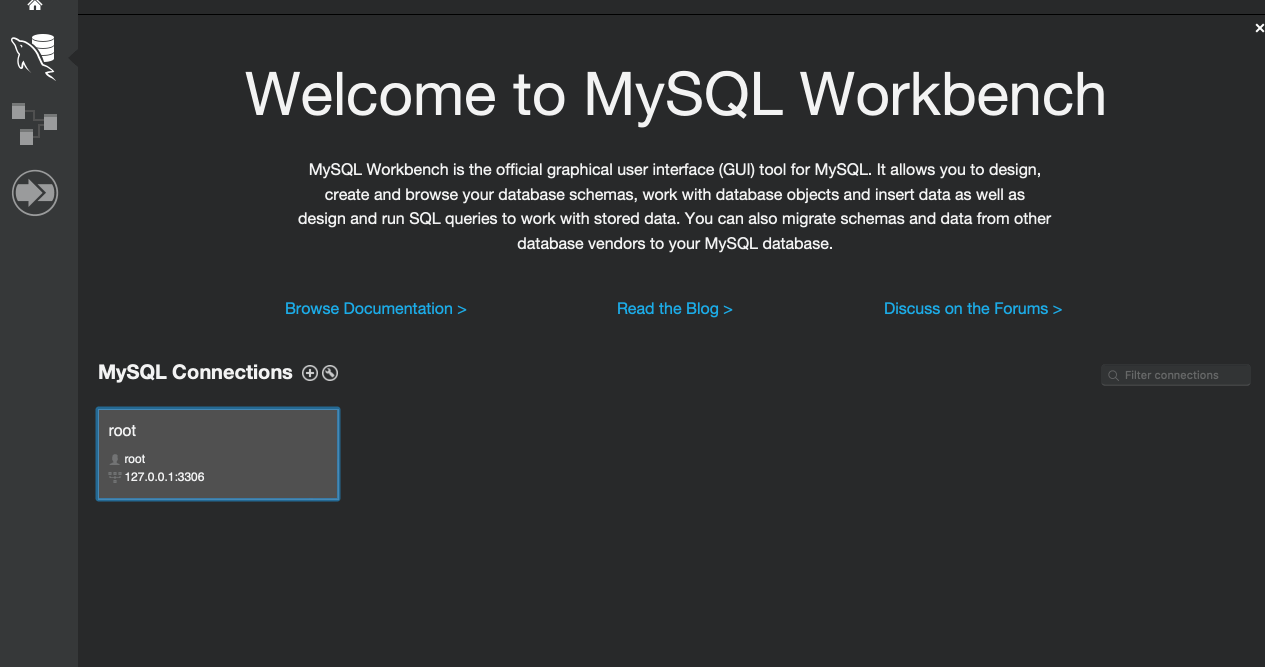 Welcome to MySQL Workbench
MySQL Workbench is the official graphical user interface (GUI) tool for MySQL. It allows you to design,
create and browse your database schemas, work with database objects and insert data as well as
design and run SQL queries to work with stored data. You can also migrate schemas and data from other
database vendors to your MySQL database.
Browse Documentation >
Read the Blog >
Discuss on the Forums >
MySQL Connections
Filter connections
root
root
127.0.0.1:3306